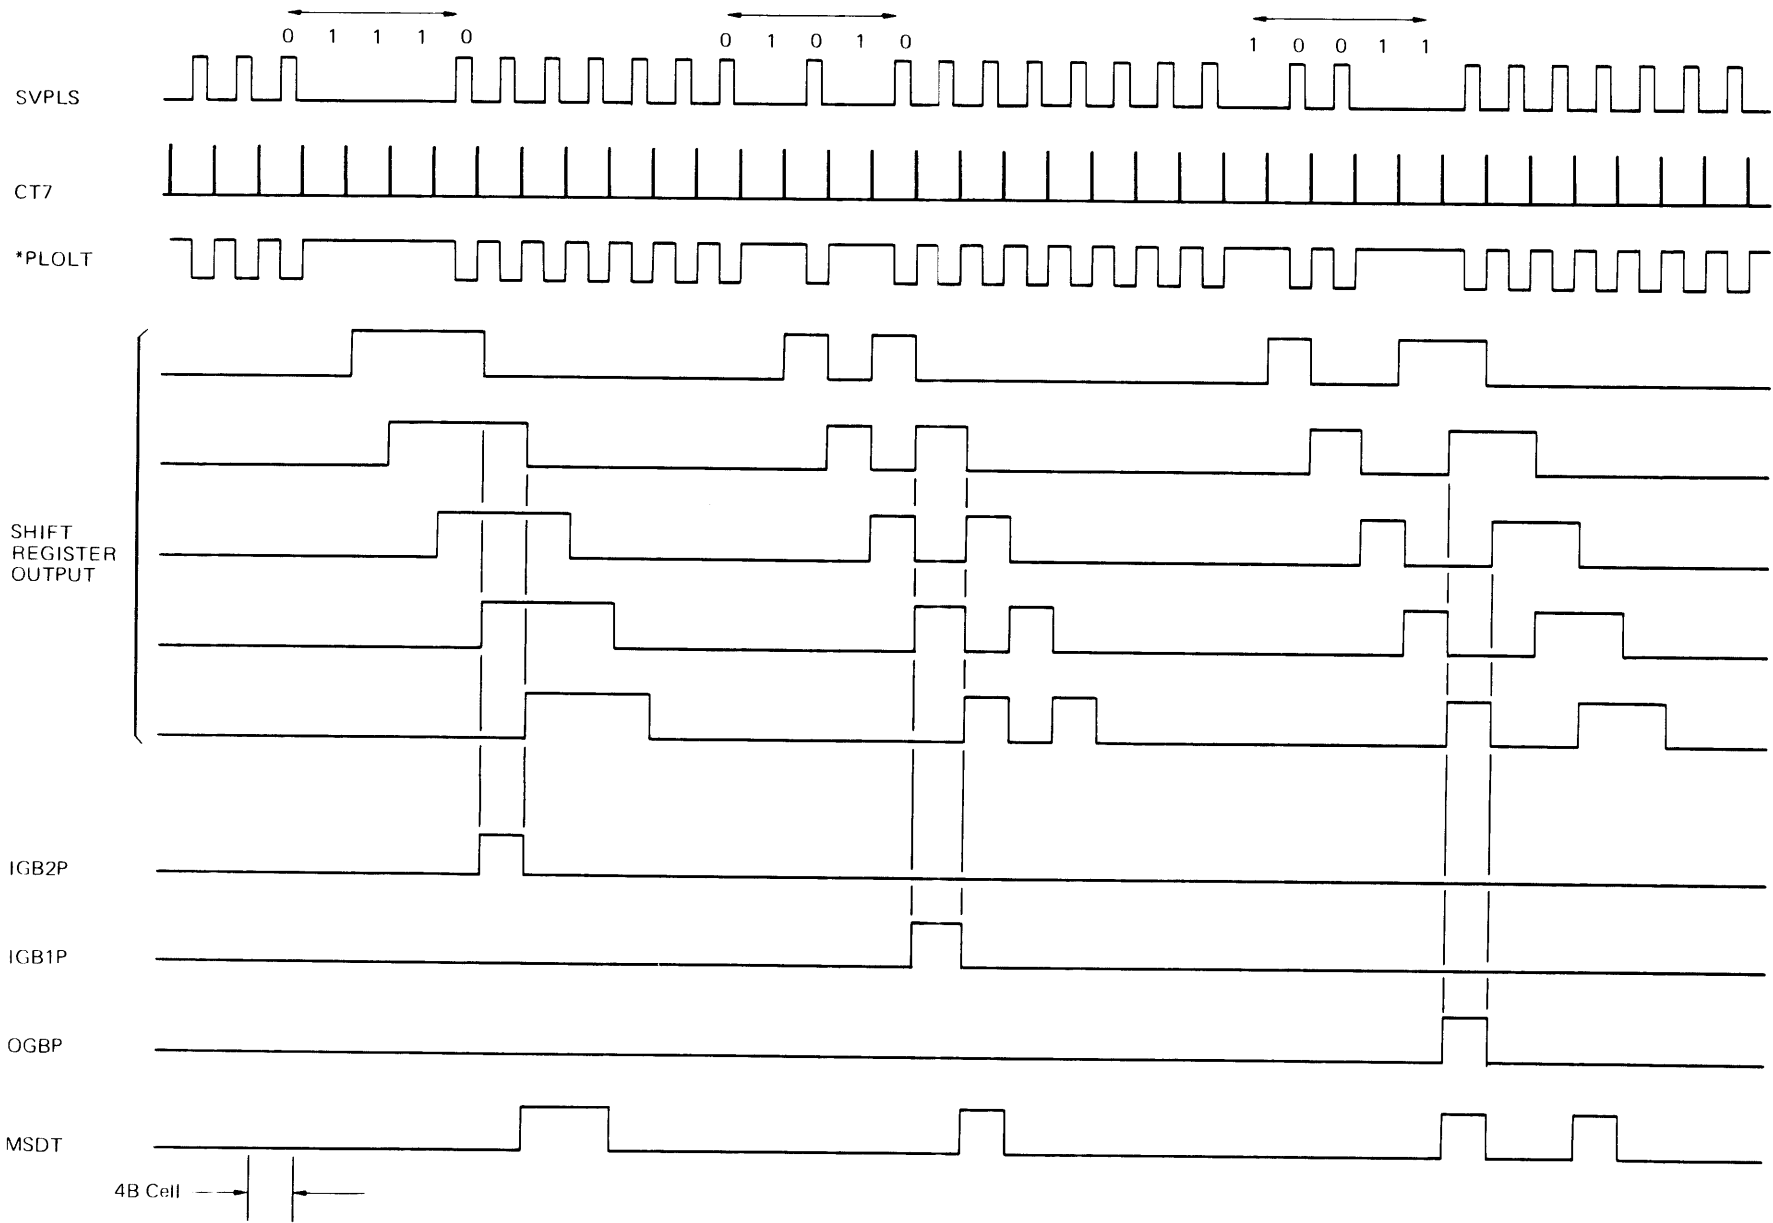 0 1 1 1 0
0 1 0 1 0
1 0 0 1 1
SVPLS
CT7
*PLOLT
SHIFT
REGISTER
OUTPUT
IGB2P
IGB1P
OGBP
MSDT
4B Cell